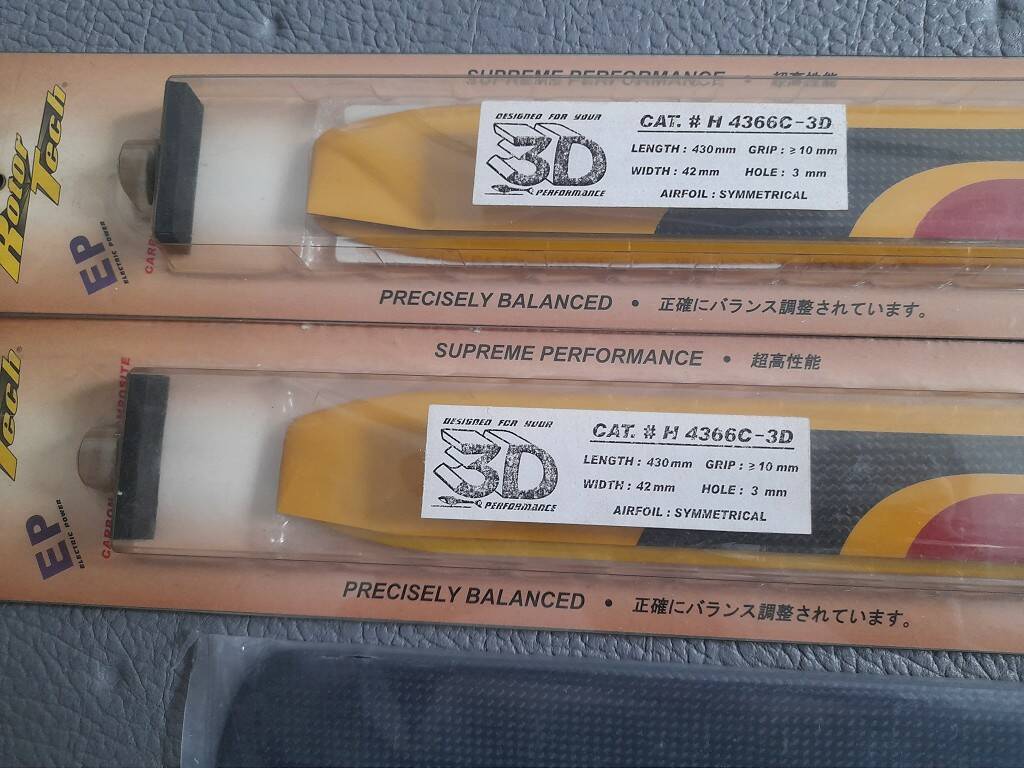 SUPREME PERFORMANCE • 超高性能
Rotor
Tech®
EP
ELECTRIC POWER
DESIGNED FOR YOUR
3D
PERFORMANCE
CAT. # H 4366C-3D
LENGTH : 430mm GRIP : ≥10 mm
WIDTH : 42mm HOLE : 3 mm
AIRFOIL : SYMMETRICAL
PRECISELY BALANCED • 正確にバランス調整されています。
SUPREME PERFORMANCE • 超高性能
Tech®
EP
ELECTRIC POWER
CARBON COMPOSITE
DESIGNED FOR YOUR
3D
PERFORMANCE
CAT. # H 4366C-3D
LENGTH : 430mm GRIP : ≥10 mm
WIDTH : 42mm HOLE : 3 mm
AIRFOIL : SYMMETRICAL
PRECISELY BALANCED • 正確にバランス調整されています。